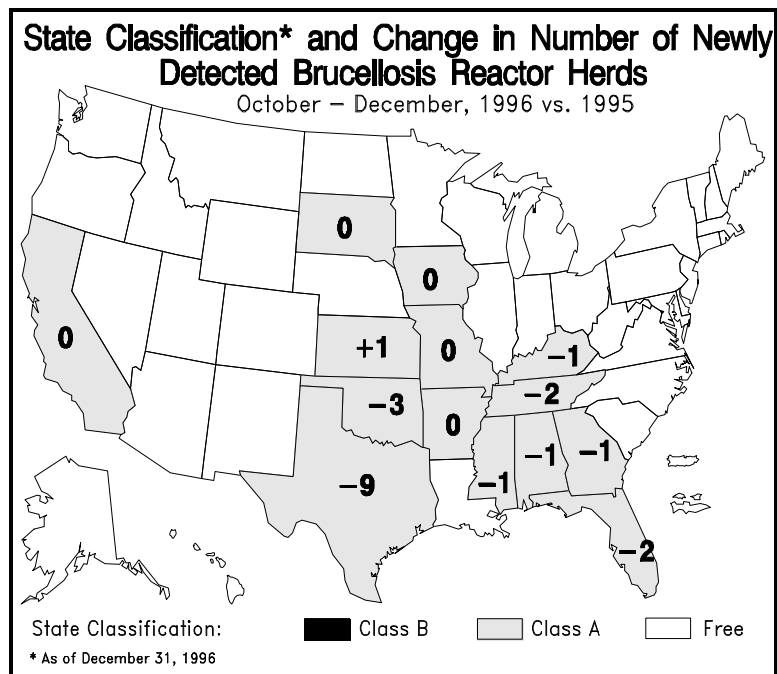 State Classification* and Change in Number of Newly
Detected Brucellosis Reactor Herds
October – December, 1996 vs. 1995
0
0
0
+1
0
−1
−2
−3
0
−1
−1
−1
−9
−2
State Classification:
Class B
Class A
Free
* As of December 31, 1996